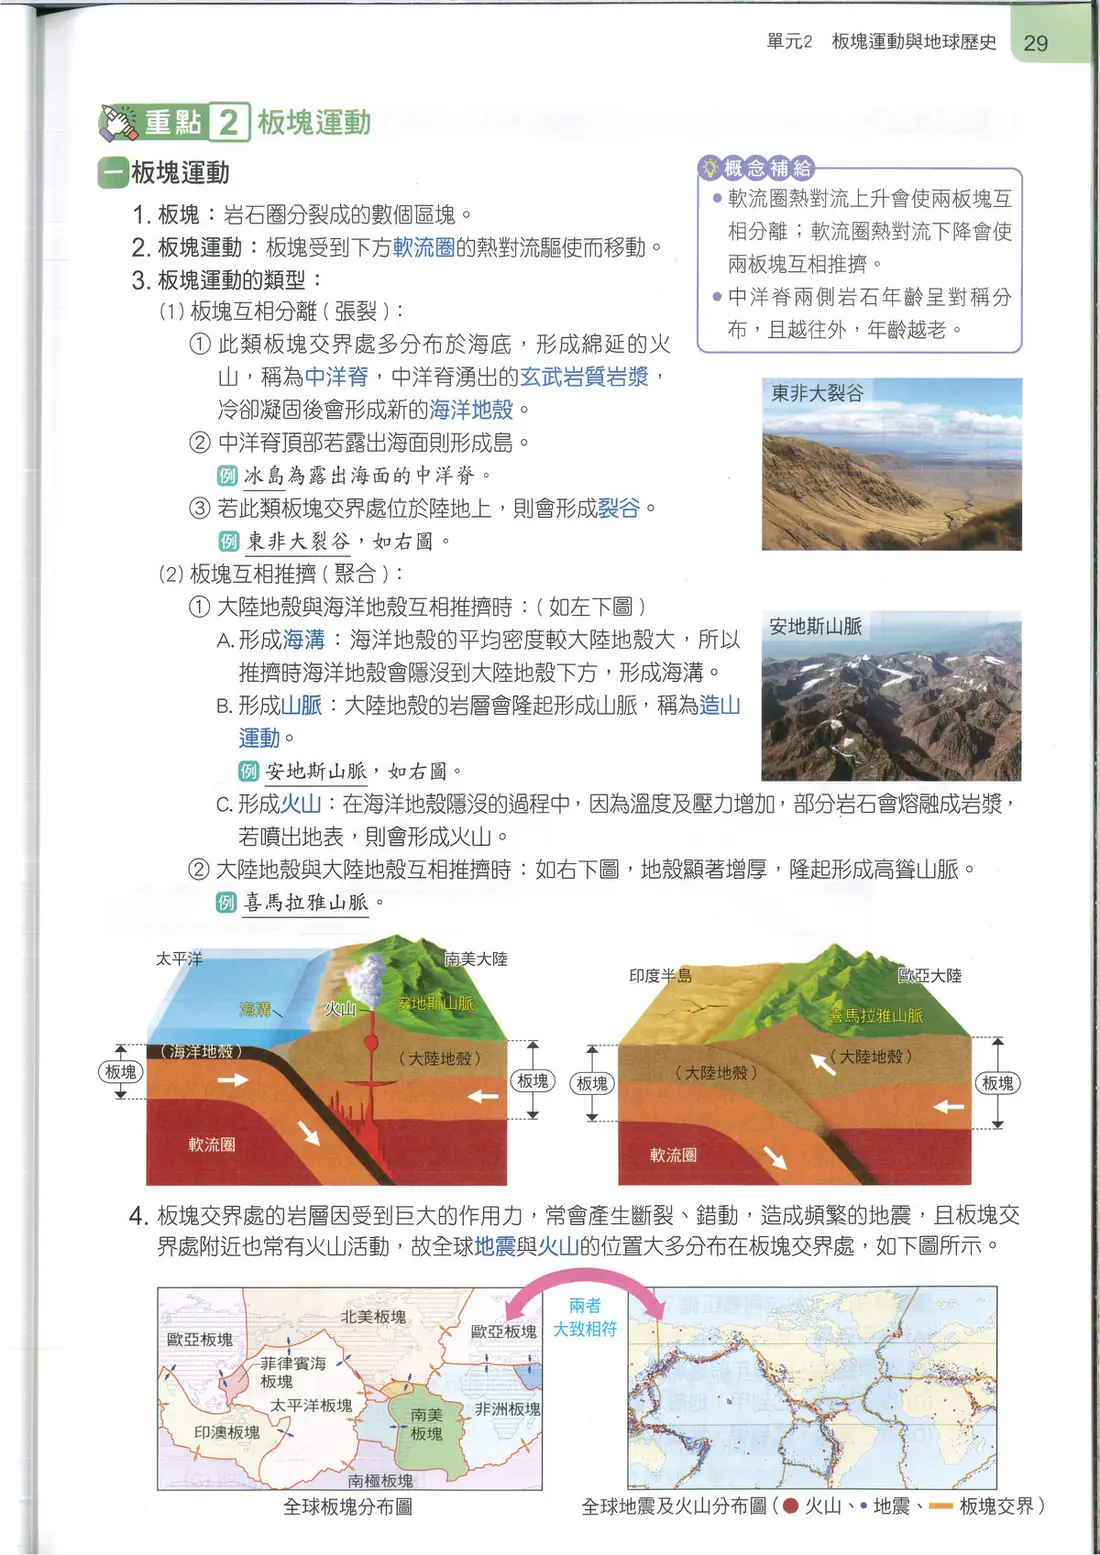 單元2 板塊運動與地球歷史 29
重點 2 板塊運動
一 板塊運動
1. 板塊：岩石圈分裂成的數個區塊。
2. 板塊運動：板塊受到下方軟流圈的熱對流驅使而移動。
3. 板塊運動的類型：
(1) 板塊互相分離(張裂)：
① 此類板塊交界處多分布於海底，形成綿延的火
山，稱為中洋脊，中洋脊湧出的玄武岩質岩漿，
冷卻凝固後會形成新的海洋地殼。
② 中洋脊頂部若露出海面則形成島。
例 冰島為露出海面的中洋脊。
③ 若此類板塊交界處位於陸地上，則會形成裂谷。
例 東非大裂谷，如右圖。
概念補給
• 軟流圈熱對流上升會使兩板塊互
相分離；軟流圈熱對流下降會使
兩板塊互相推擠。
• 中洋脊兩側岩石年齡呈對稱分
布，且越往外，年齡越老。
東非大裂谷
(2) 板塊互相推擠(聚合)：
① 大陸地殼與海洋地殼互相推擠時：(如左下圖)
A. 形成海溝：海洋地殼的平均密度較大陸地殼大，所以
推擠時海洋地殼會隱沒到大陸地殼下方，形成海溝。
B. 形成山脈：大陸地殼的岩層會隆起形成山脈，稱為造山
運動。
例 安地斯山脈，如右圖。
安地斯山脈
C. 形成火山：在海洋地殼隱沒的過程中，因為溫度及壓力增加，部分岩石會熔融成岩漿，
若噴出地表，則會形成火山。
② 大陸地殼與大陸地殼互相推擠時：如右下圖，地殼顯著增厚，隆起形成高聳山脈。
例 喜馬拉雅山脈。
太平洋
南美大陸
海溝
火山
安地斯山脈
(海洋地殼)
(大陸地殼)
板塊
板塊
軟流圈
印度半島
歐亞大陸
喜馬拉雅山脈
(大陸地殼)
(大陸地殼)
板塊
板塊
軟流圈
4. 板塊交界處的岩層因受到巨大的作用力，常會產生斷裂、錯動，造成頻繁的地震，且板塊交
界處附近也常有火山活動，故全球地震與火山的位置大多分布在板塊交界處，如下圖所示。
北美板塊
歐亞板塊
歐亞板塊
菲律賓海
板塊
太平洋板塊
印澳板塊
南美
板塊
非洲板塊
南極板塊
全球板塊分布圖
兩者
大致相符
全球地震及火山分布圖(● 火山、• 地震、━ 板塊交界)